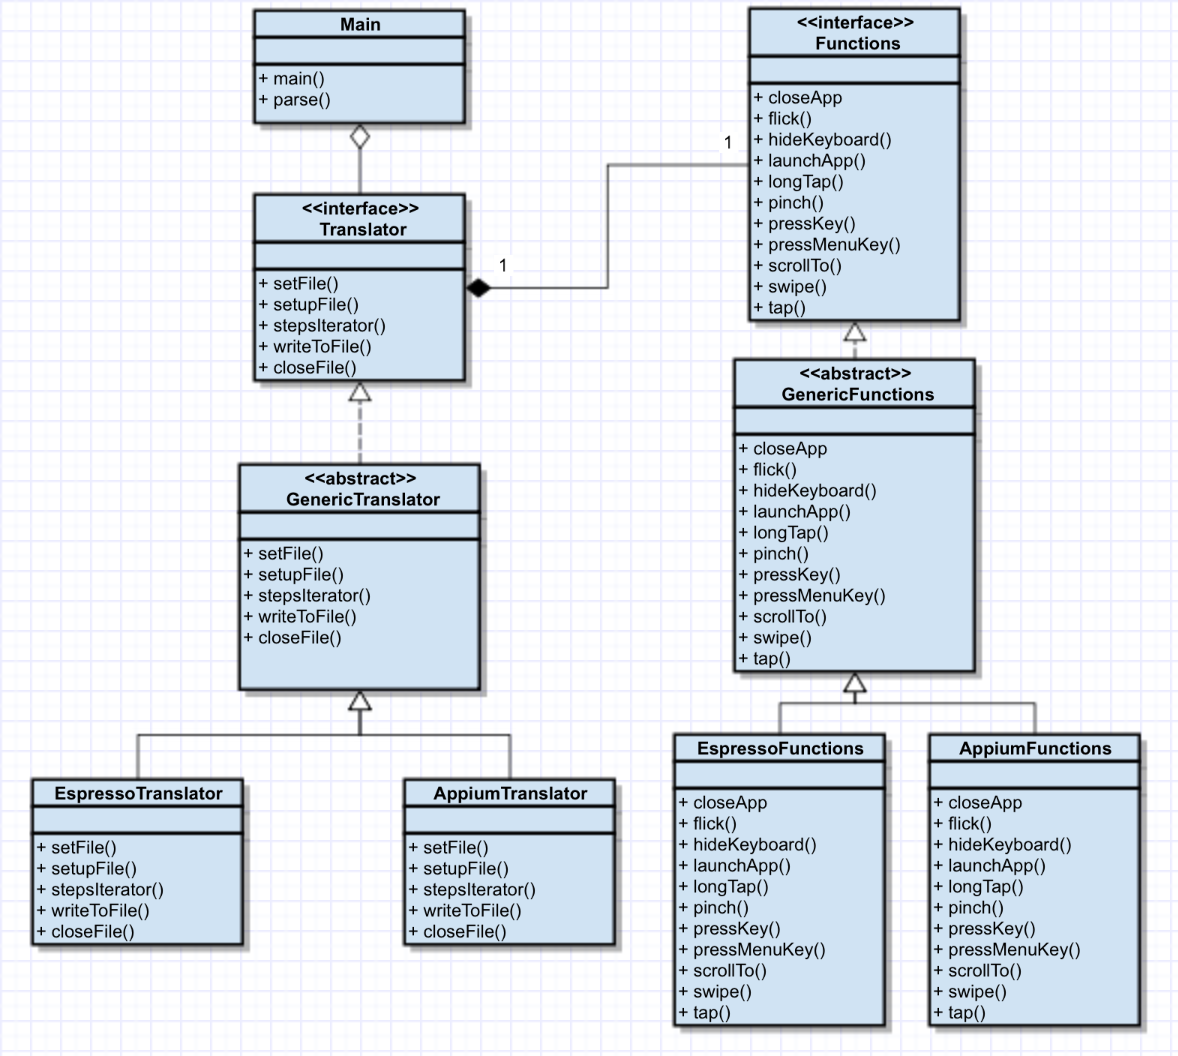 Main
+ main()
+ parse()
<<interface>>
Translator
+ setFile()
+ setupFile()
+ stepsIterator()
+ writeToFile()
+ closeFile()
1
1
<<interface>>
Functions
+ closeApp
+ flick()
+ hideKeyboard()
+ launchApp()
+ longTap()
+ pinch()
+ pressKey()
+ pressMenuKey()
+ scrollTo()
+ swipe()
+ tap()
<<abstract>>
GenericTranslator
+ setFile()
+ setupFile()
+ stepsIterator()
+ writeToFile()
+ closeFile()
<<abstract>>
GenericFunctions
+ closeApp
+ flick()
+ hideKeyboard()
+ launchApp()
+ longTap()
+ pinch()
+ pressKey()
+ pressMenuKey()
+ scrollTo()
+ swipe()
+ tap()
EspressoTranslator
+ setFile()
+ setupFile()
+ stepsIterator()
+ writeToFile()
+ closeFile()
AppiumTranslator
+ setFile()
+ setupFile()
+ stepsIterator()
+ writeToFile()
+ closeFile()
EspressoFunctions
+ closeApp
+ flick()
+ hideKeyboard()
+ launchApp()
+ longTap()
+ pinch()
+ pressKey()
+ pressMenuKey()
+ scrollTo()
+ swipe()
+ tap()
AppiumFunctions
+ closeApp
+ flick()
+ hideKeyboard()
+ launchApp()
+ longTap()
+ pinch()
+ pressKey()
+ pressMenuKey()
+ scrollTo()
+ swipe()
+ tap()